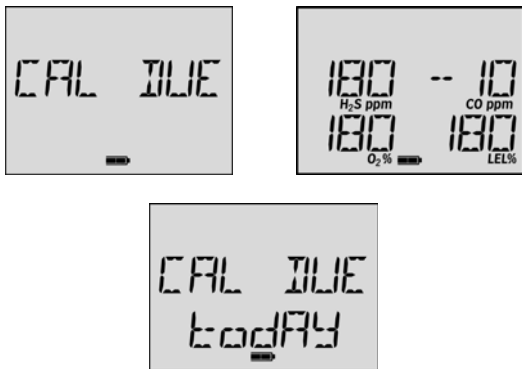 CAL DUE
180 -- 10
H₂S ppm CO ppm
180 180
O₂% LEL%
CAL DUE
todAY